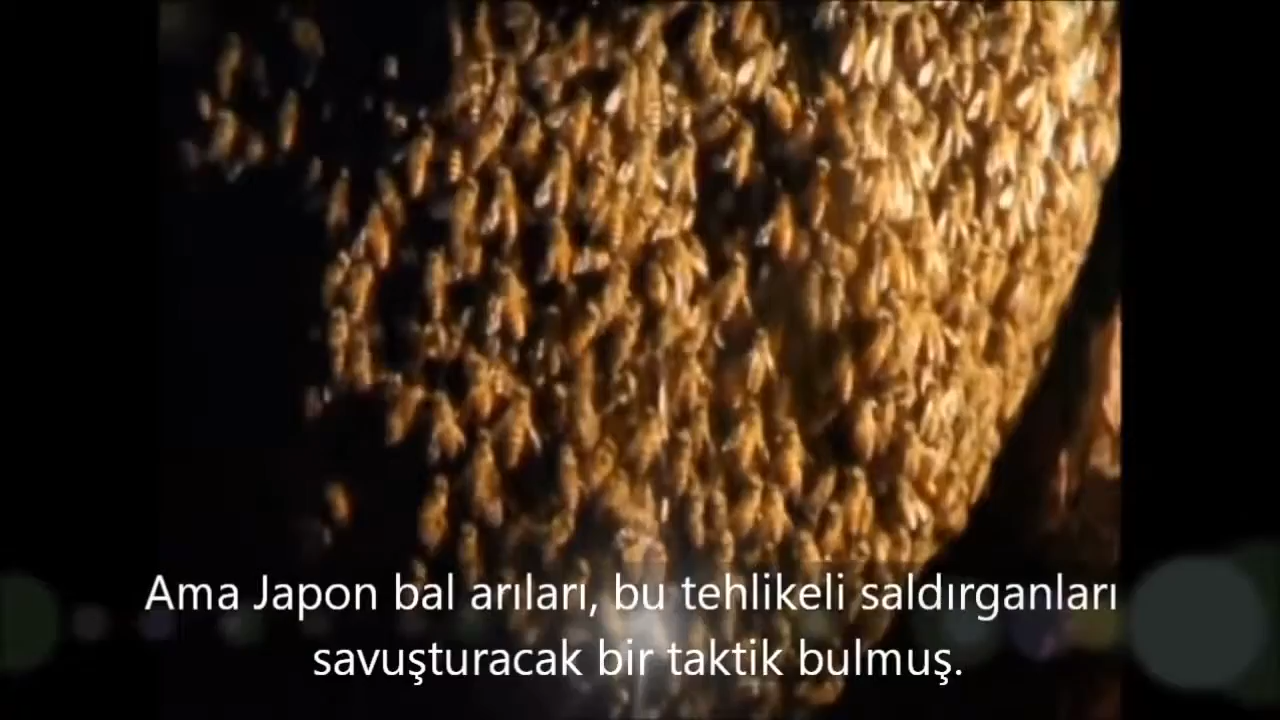 Ama Japon bal arıları, bu tehlikeli saldırganları
savuşturacak bir taktik bulmuş.